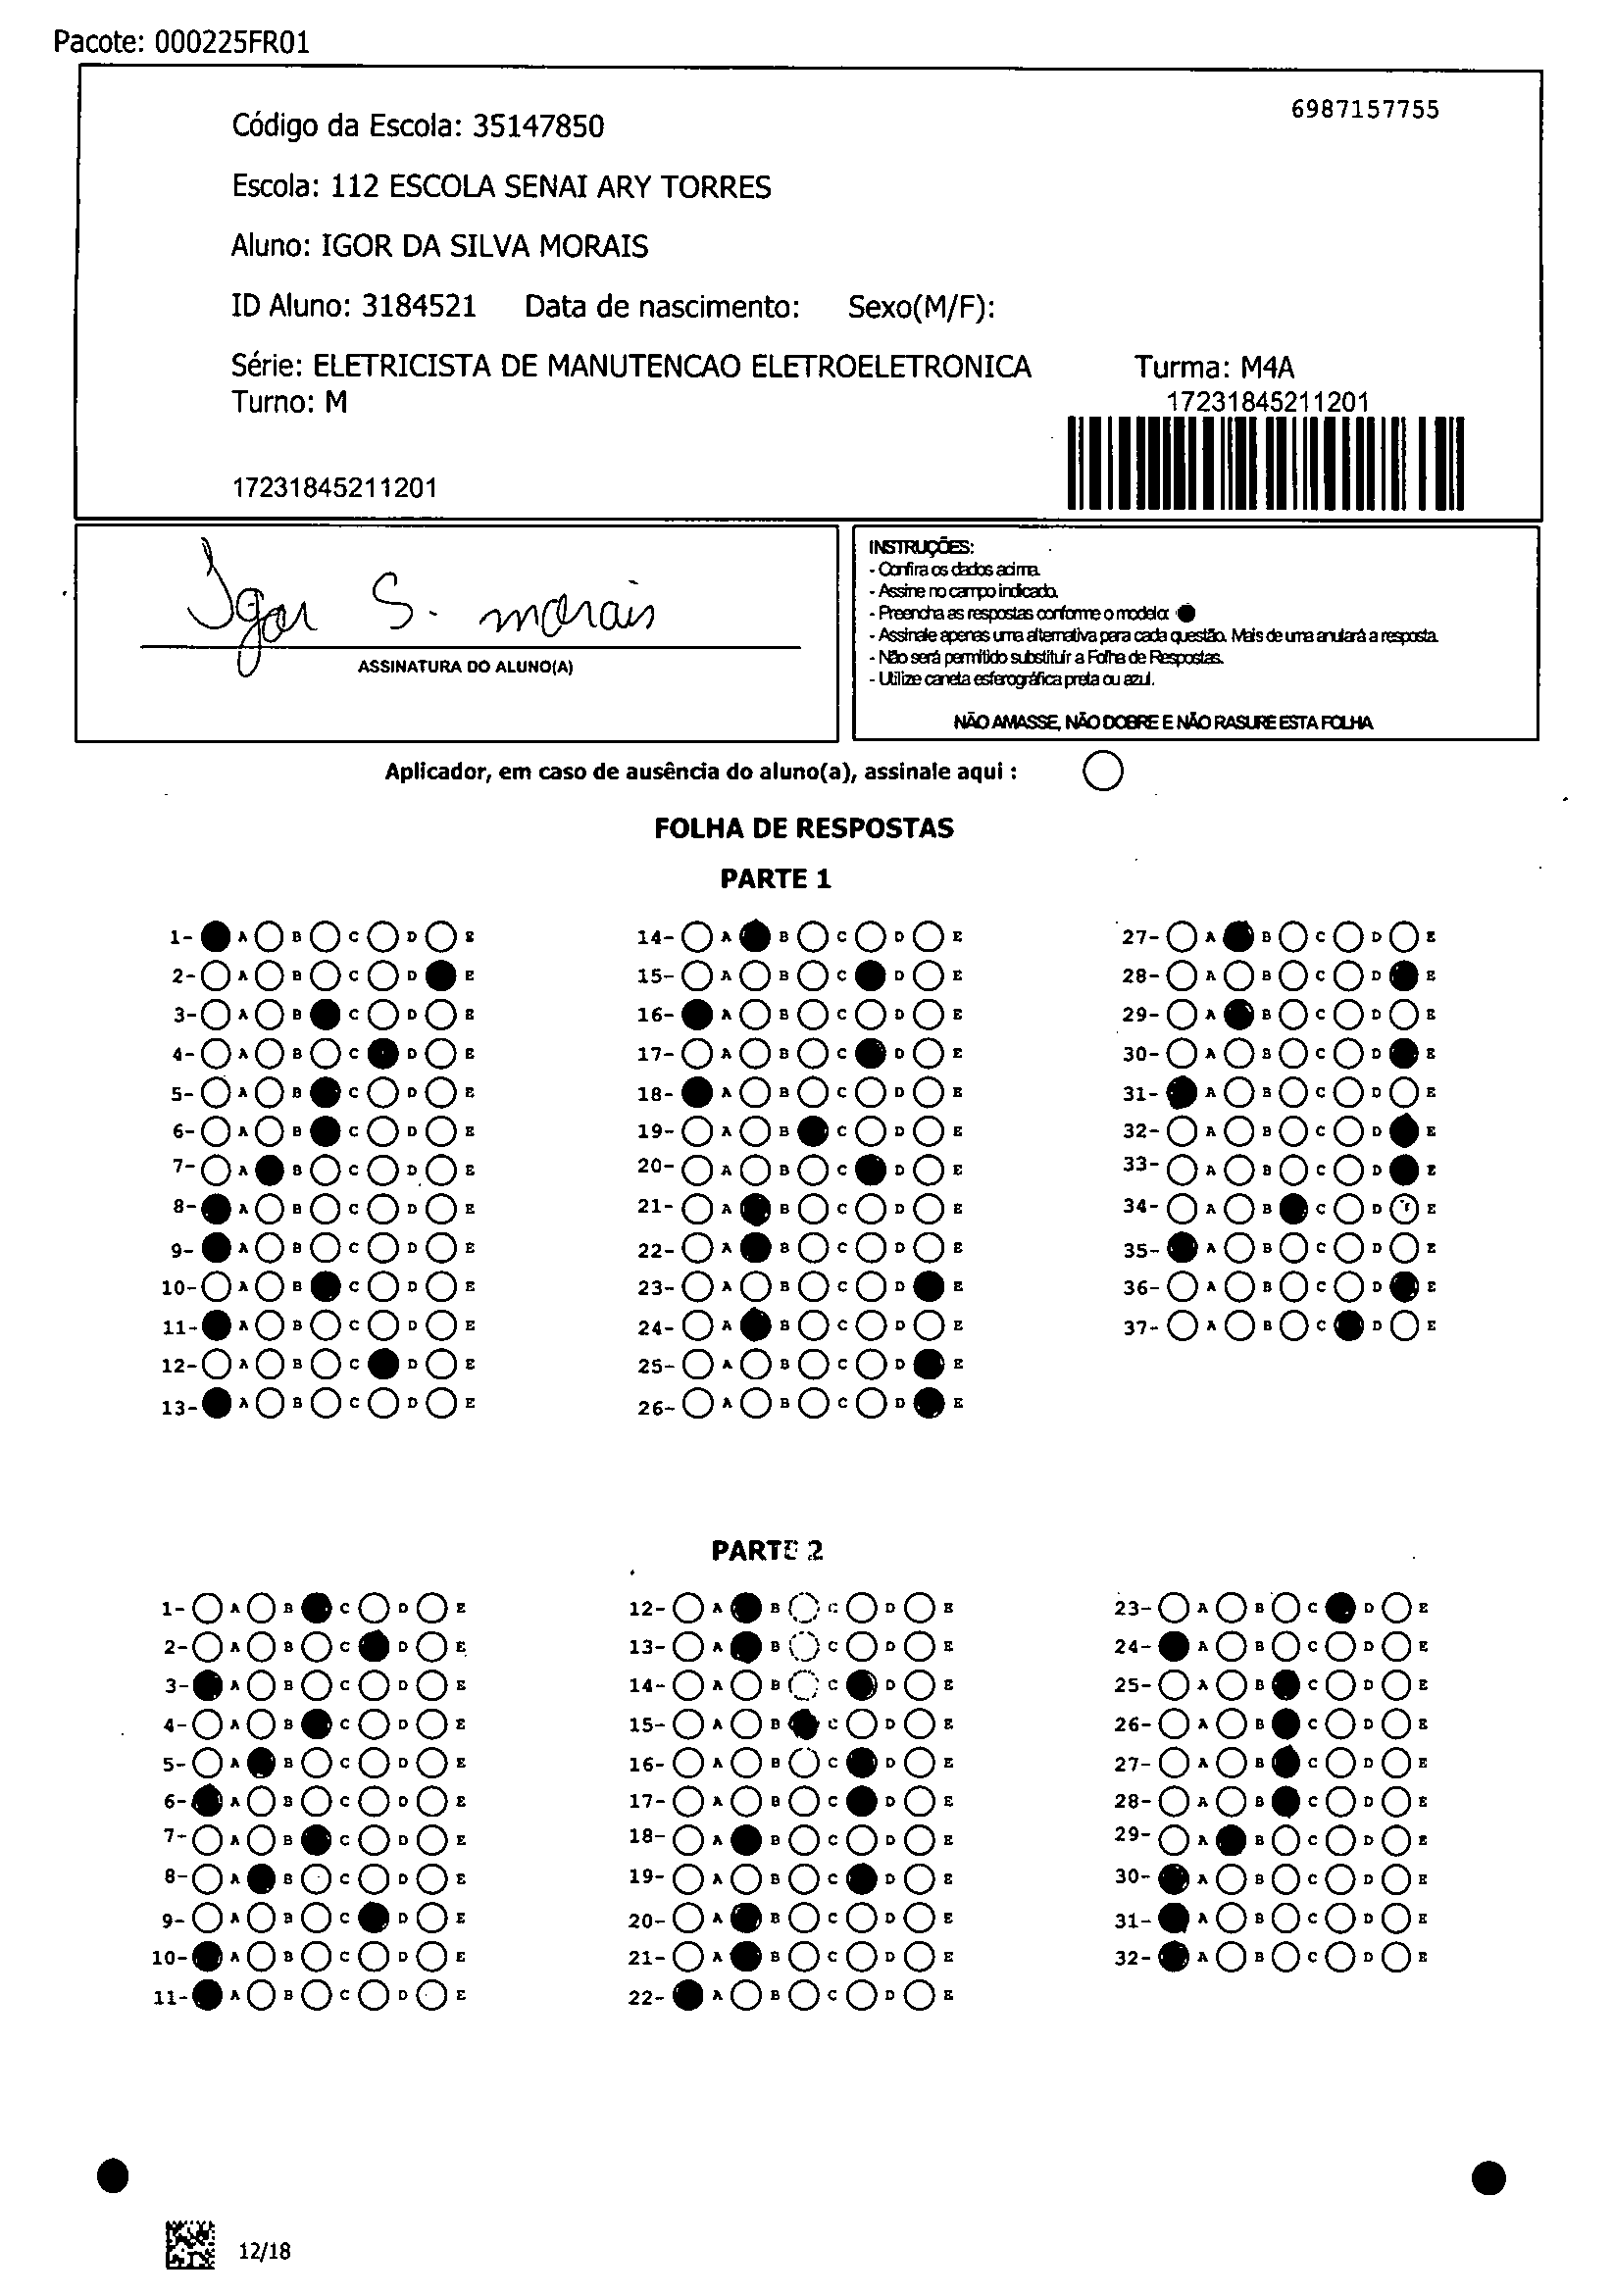 Pacote: 000225FR01
6987157755
Código da Escola: 35147850
Escola: 112 ESCOLA SENAI ARY TORRES
Aluno: IGOR DA SILVA MORAIS
ID Aluno: 3184521 Data de nascimento: Sexo(M/F):
Série: ELETRICISTA DE MANUTENCAO ELETROELETRONICA Turma: M4A
Turno: M 17231845211201
17231845211201
Igor S. morais
ASSINATURA DO ALUNO(A)
INSTRUÇÕES:
- Confira os dados acima.
- Assine no campo indicado.
- Preencha as respostas conforme o modelo:
- Assinale apenas uma alternativa para cada questão. Mais de uma anulará a resposta.
- Não será permitido substituir a Folha de Respostas.
- Utilize caneta esferográfica preta ou azul.
NÃO AMASSE, NÃO DOBRE E NÃO RASURE ESTA FOLHA
Aplicador, em caso de ausência do aluno(a), assinale aqui :
FOLHA DE RESPOSTAS
PARTE 1
1- A B C D E 14- A B C D E 27- A B C D E
2- A B C D E 15- A B C D E 28- A B C D E
3- A B C D E 16- A B C D E 29- A B C D E
4- A B C D E 17- A B C D E 30- A B C D E
5- A B C D E 18- A B C D E 31- A B C D E
6- A B C D E 19- A B C D E 32- A B C D E
7- A B C D E 20- A B C D E 33- A B C D E
8- A B C D E 21- A B C D E 34- A B C D E
9- A B C D E 22- A B C D E 35- A B C D E
10- A B C D E 23- A B C D E 36- A B C D E
11- A B C D E 24- A B C D E 37- A B C D E
12- A B C D E 25- A B C D E
13- A B C D E 26- A B C D E
PARTE 2
1- A B C D E 12- A B C D E 23- A B C D E
2- A B C D E 13- A B C D E 24- A B C D E
3- A B C D E 14- A B C D E 25- A B C D E
4- A B C D E 15- A B C D E 26- A B C D E
5- A B C D E 16- A B C D E 27- A B C D E
6- A B C D E 17- A B C D E 28- A B C D E
7- A B C D E 18- A B C D E 29- A B C D E
8- A B C D E 19- A B C D E 30- A B C D E
9- A B C D E 20- A B C D E 31- A B C D E
10- A B C D E 21- A B C D E 32- A B C D E
11- A B C D E 22- A B C D E
12/18